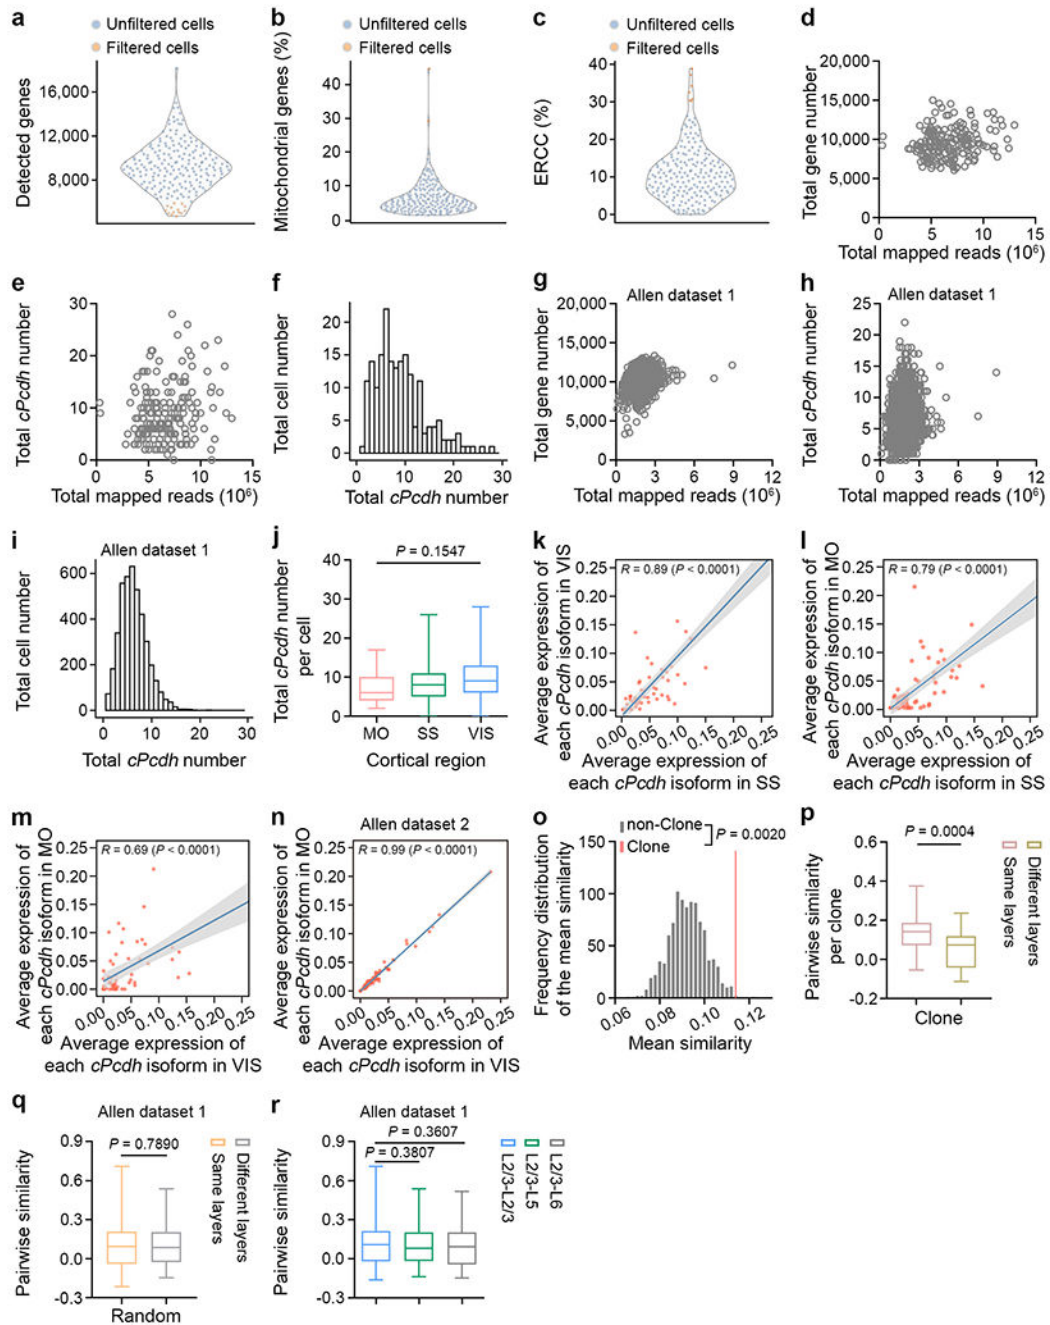 a
Unfiltered cells
Filtered cells
Detected genes
16,000
12,000
8,000
b
Unfiltered cells
Filtered cells
Mitochondrial genes (%)
40
30
20
10
0
c
Unfiltered cells
Filtered cells
ERCC (%)
40
30
20
10
0
d
Total gene number
20,000
15,000
10,000
5,000
0
0 5 10 15
Total mapped reads (10⁶)
e
Total cPcdh number
30
20
10
0
0 5 10 15
Total mapped reads (10⁶)
f
Total cell number
20
15
10
5
0
0 10 20 30
Total cPcdh number
g
Allen dataset 1
Total gene number
20,000
15,000
10,000
5,000
0
0 3 6 9 12
Total mapped reads (10⁶)
h
Allen dataset 1
Total cPcdh number
25
20
15
10
5
0
0 3 6 9 12
Total mapped reads (10⁶)
i
Allen dataset 1
Total cell number
600
400
200
0
0 10 20 30
Total cPcdh number
j
P = 0.1547
Total cPcdh number
per cell
40
30
20
10
0
MO SS VIS
Cortical region
k
R = 0.89 (P < 0.0001)
Average expression of
each cPcdh isoform in VIS
0.25
0.20
0.15
0.10
0.05
0.00
0.00 0.05 0.10 0.15 0.20 0.25
Average expression of
each cPcdh isoform in SS
l
R = 0.79 (P < 0.0001)
Average expression of
each cPcdh isoform in MO
0.25
0.20
0.15
0.10
0.05
0.00
0.00 0.05 0.10 0.15 0.20 0.25
Average expression of
each cPcdh isoform in SS
m
R = 0.69 (P < 0.0001)
Average expression of
each cPcdh isoform in MO
0.25
0.20
0.15
0.10
0.05
0.00
0.00 0.05 0.10 0.15 0.20 0.25
Average expression of
each cPcdh isoform in VIS
n
Allen dataset 2
R = 0.99 (P < 0.0001)
Average expression of
each cPcdh isoform in MO
0.25
0.20
0.15
0.10
0.05
0.00
0.00 0.05 0.10 0.15 0.20 0.25
Average expression of
each cPcdh isoform in VIS
o
non-Clone
Clone
P = 0.0020
Frequency distribution
of the mean similarity
150
100
50
0
0.06 0.08 0.10 0.12
Mean similarity
p
P = 0.0004
Pairwise similarity
per clone
0.6
0.4
0.2
0.0
-0.2
Clone
Same layers
Different layers
q
Allen dataset 1
P = 0.7890
Pairwise similarity
0.9
0.6
0.3
0.0
-0.3
Random
Same layers
Different layers
r
Allen dataset 1
P = 0.3607
P = 0.3807
Pairwise similarity
0.9
0.6
0.3
0.0
-0.3
L2/3-L2/3
L2/3-L5
L2/3-L6